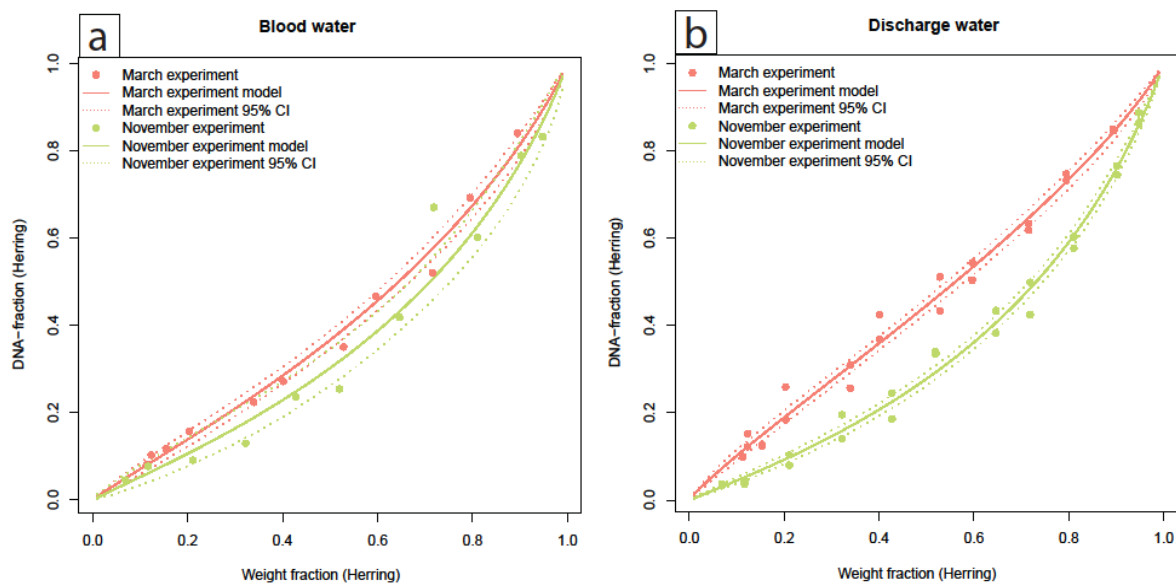 a
Blood water
1.0
0.8
0.6
0.4
0.2
0.0
DNA−fraction (Herring)
March experiment
March experiment model
March experiment 95% CI
November experiment
November experiment model
November experiment 95% CI
0.0 0.2 0.4 0.6 0.8 1.0
Weight fraction (Herring)
b
Discharge water
1.0
0.8
0.6
0.4
0.2
0.0
DNA−fraction (Herring)
March experiment
March experiment model
March experiment 95% CI
November experiment
November experiment model
November experiment 95% CI
0.0 0.2 0.4 0.6 0.8 1.0
Weight fraction (Herring)